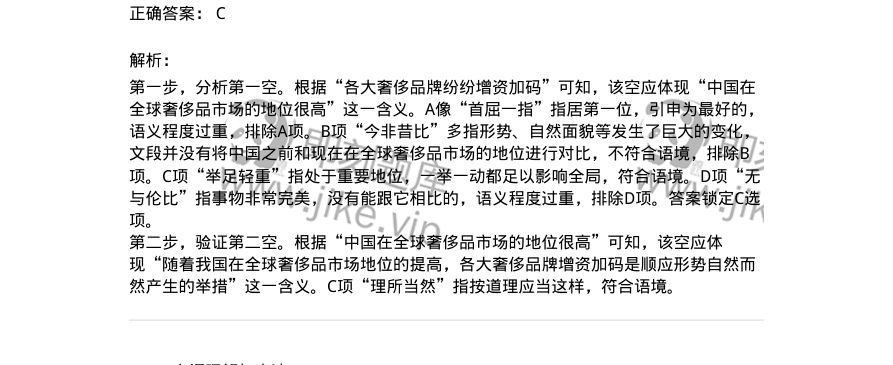 正确答案： C
解析：
第一步，分析第一空。根据“各大奢侈品牌纷纷增资加码”可知，该空应体现“中国在
全球奢侈品市场的地位很高”这一含义。A像“首屈一指”指居第一位，引申为最好的，
语义程度过重，排除A项。B项“今非昔比”多指形势、自然面貌等发生了巨大的变化，
文段并没有将中国之前和现在在全球奢侈品市场的地位进行对比，不符合语境，排除B
项。C项“举足轻重”指处于重要地位，一举一动都足以影响全局，符合语境。D项“无
与伦比”指事物非常完美，没有能跟它相比的，语义程度过重，排除D项。答案锁定C选
项。
第二步，验证第二空。根据“中国在全球奢侈品市场的地位很高”可知，该空应体
现“随着我国在全球奢侈品市场地位的提高，各大奢侈品牌增资加码是顺应形势自然而
然产生的举措”这一含义。C项“理所当然”指按道理应当这样，符合语境。
即刻题库
www.jike.vip
即刻
www.ji